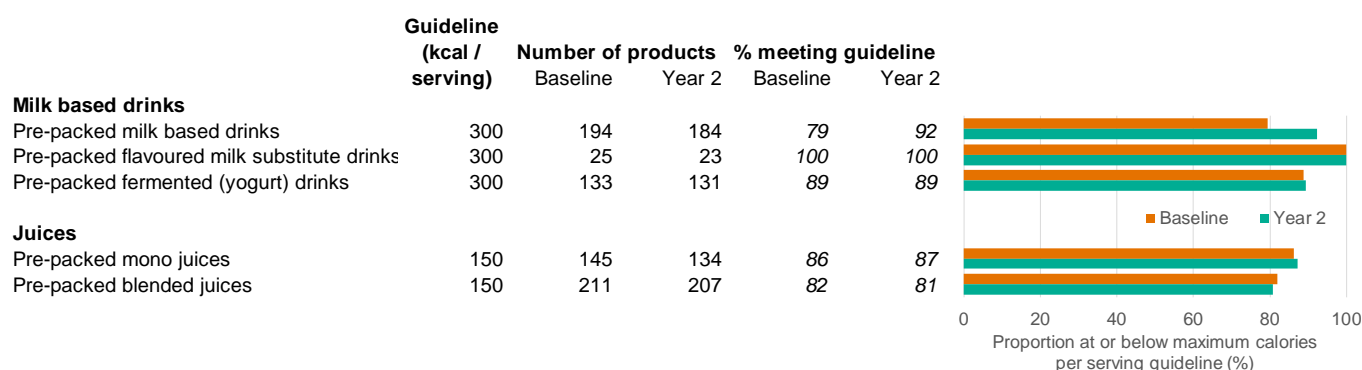 Guideline
(kcal / Number of products % meeting guideline
serving) Baseline Year 2 Baseline Year 2
Milk based drinks
Pre-packed milk based drinks 300 194 184 79 92
Pre-packed flavoured milk substitute drinks 300 25 23 100 100
Pre-packed fermented (yogurt) drinks 300 133 131 89 89
Baseline Year 2
Juices
Pre-packed mono juices 150 145 134 86 87
Pre-packed blended juices 150 211 207 82 81
0 20 40 60 80 100
Proportion at or below maximum calories
per serving guideline (%)